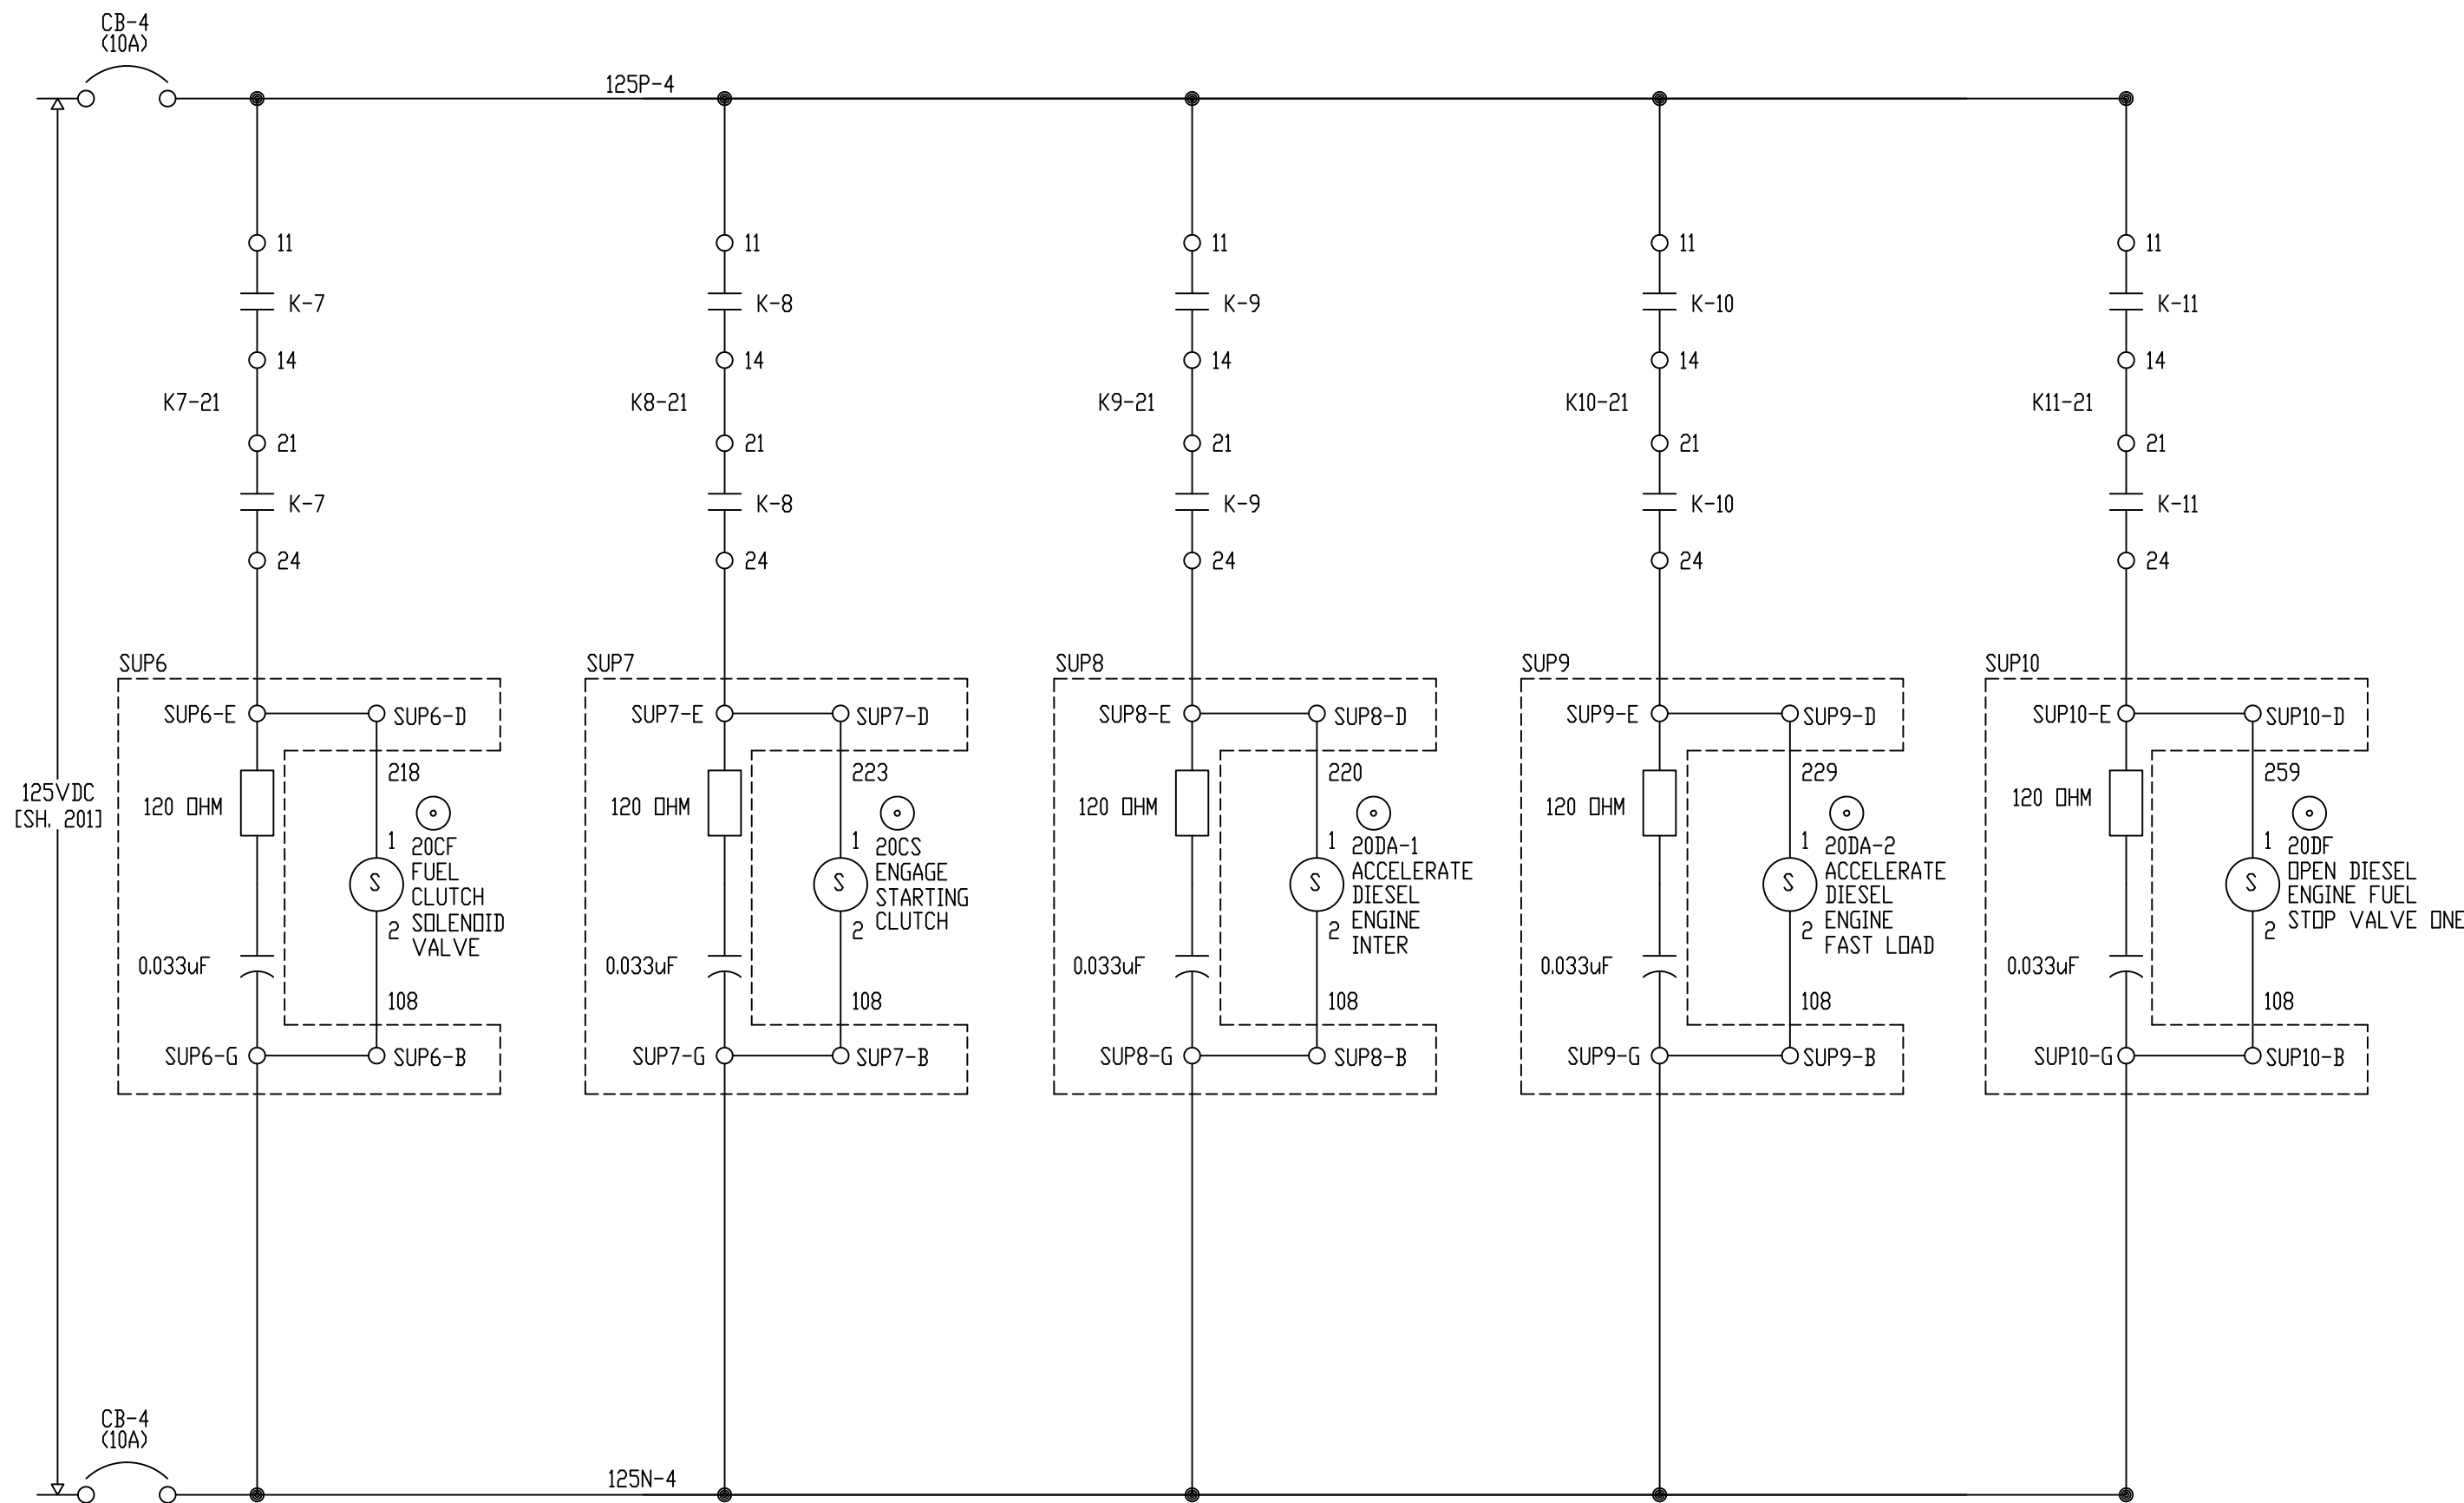 CB-4
(10A)
125P-4
11
11
11
11
11
K-7
K-8
K-9
K-10
K-11
14
14
14
14
14
K7-21
K8-21
K9-21
K10-21
K11-21
21
21
21
21
21
K-7
K-8
K-9
K-10
K-11
24
24
24
24
24
125VDC
[SH. 201]
SUP6
SUP6-E
SUP6-D
218
120 OHM
1
20CF
FUEL
CLUTCH
SOLENOID
VALVE
S
2
0.033uF
108
SUP6-G
SUP6-B
SUP7
SUP7-E
SUP7-D
223
120 OHM
1
20CS
ENGAGE
STARTING
CLUTCH
S
2
0.033uF
108
SUP7-G
SUP7-B
SUP8
SUP8-E
SUP8-D
220
120 OHM
1
20DA-1
ACCELERATE
DIESEL
ENGINE
INTER
S
2
0.033uF
108
SUP8-G
SUP8-B
SUP9
SUP9-E
SUP9-D
229
120 OHM
1
20DA-2
ACCELERATE
DIESEL
ENGINE
FAST LOAD
S
2
0.033uF
108
SUP9-G
SUP9-B
SUP10
SUP10-E
SUP10-D
259
120 OHM
1
20DF
OPEN DIESEL
ENGINE FUEL
STOP VALVE ONE
S
2
0.033uF
108
SUP10-G
SUP10-B
CB-4
(10A)
125N-4